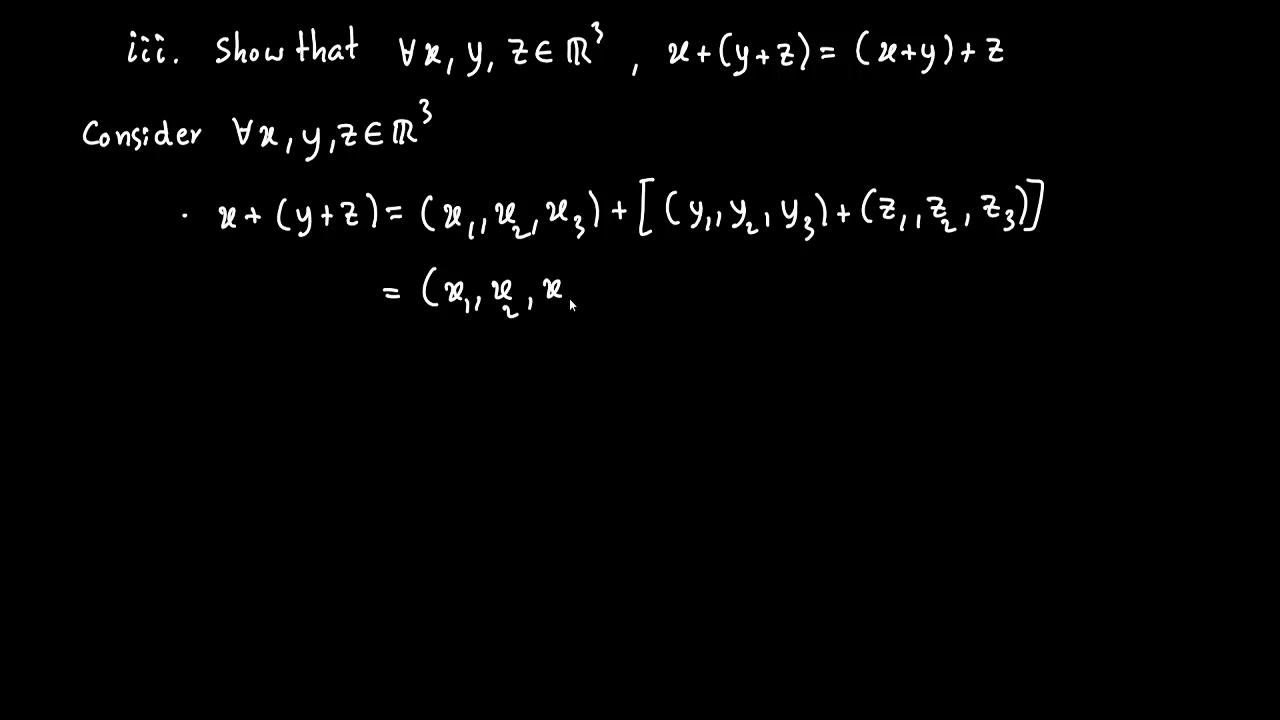 iii. Show that ∀x, y, z ∈ ℝ³, x + (y + z) = (x + y) + z
Consider ∀x, y, z ∈ ℝ³
· x + (y + z) = (x₁, x₂, x₃) + [(y₁, y₂, y₃) + (z₁, z₂, z₃)]
= (x₁, x₂, x